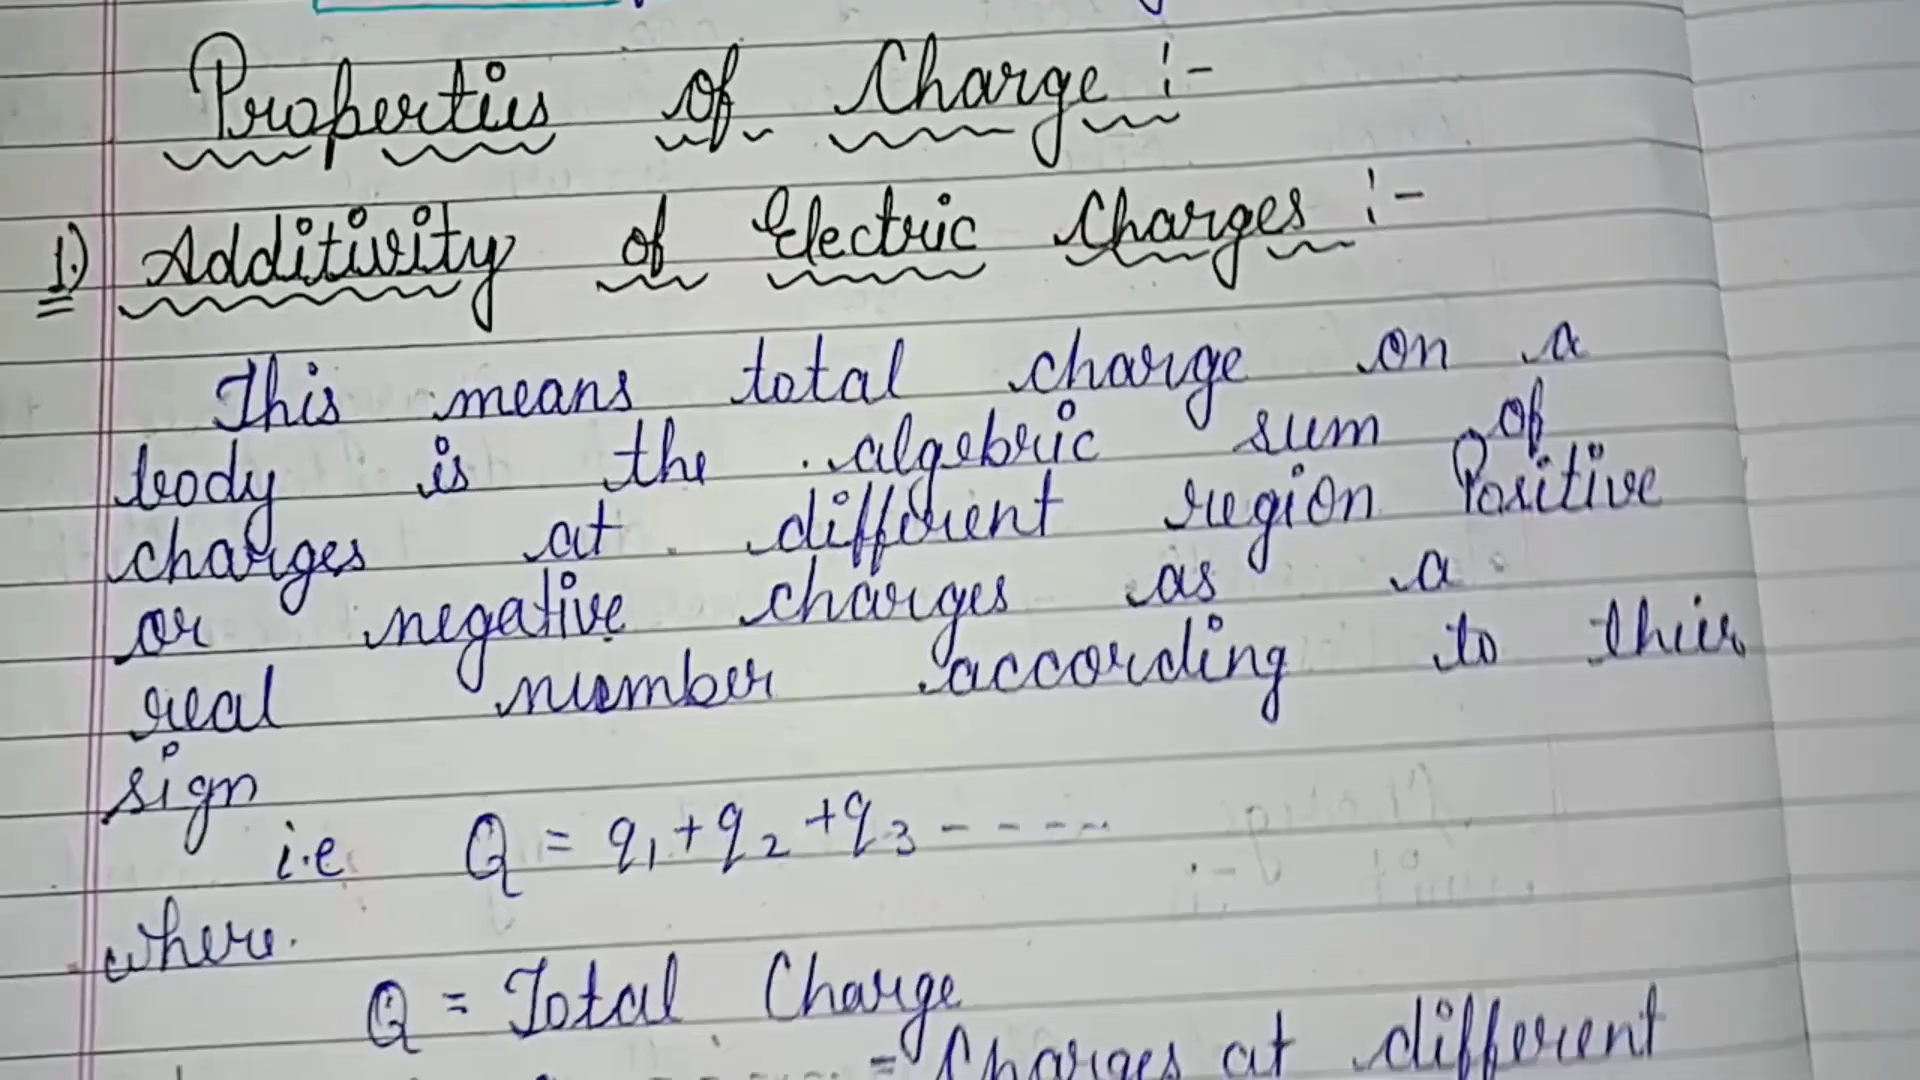 Properties of Charge :-
1.) Additivity of Electric Charges :-
This means total charge on a
body is the algebric sum of
charges at different region Positive
or negative charges as a
real number according to their
sign
i.e Q = q1 + q2 + q3 - - - - -
where.
Q = Total Charge
= Charges at different